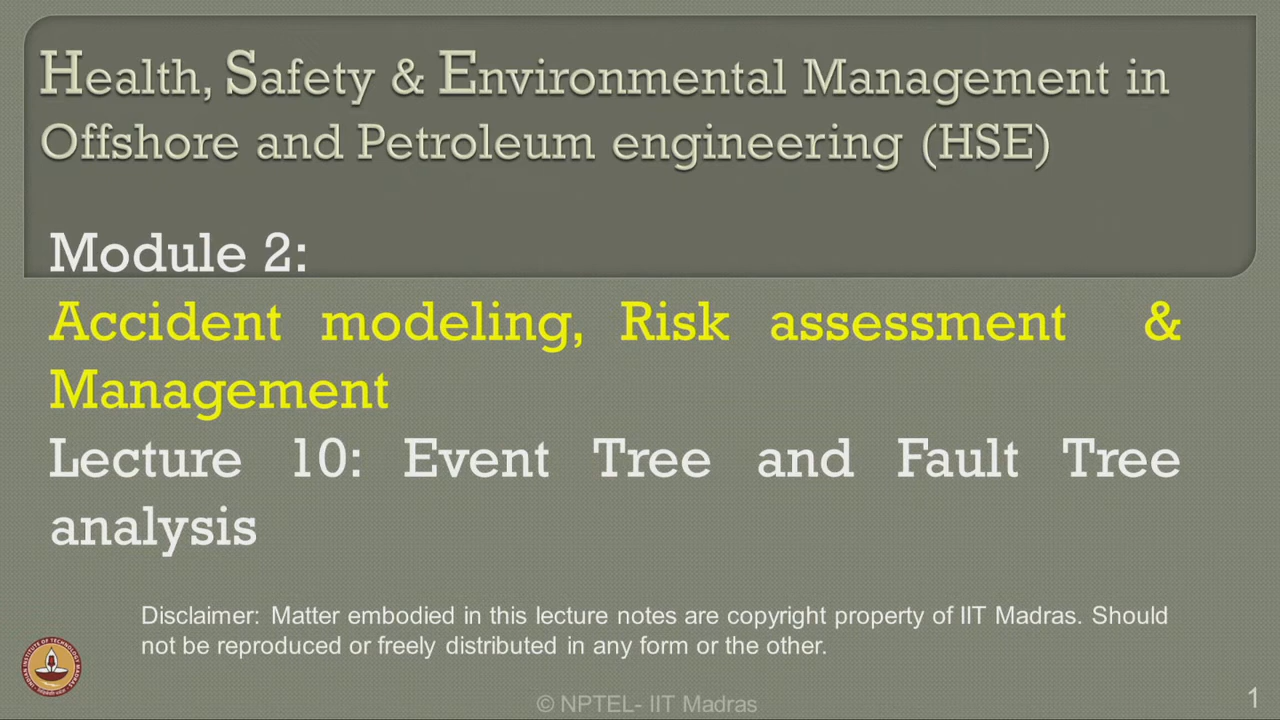 Health, Safety & Environmental Management in
Offshore and Petroleum engineering (HSE)
Module 2:
Accident modeling, Risk assessment &
Management
Lecture 10: Event Tree and Fault Tree
analysis
Disclaimer: Matter embodied in this lecture notes are copyright property of IIT Madras. Should
not be reproduced or freely distributed in any form or the other.
© NPTEL- IIT Madras
1